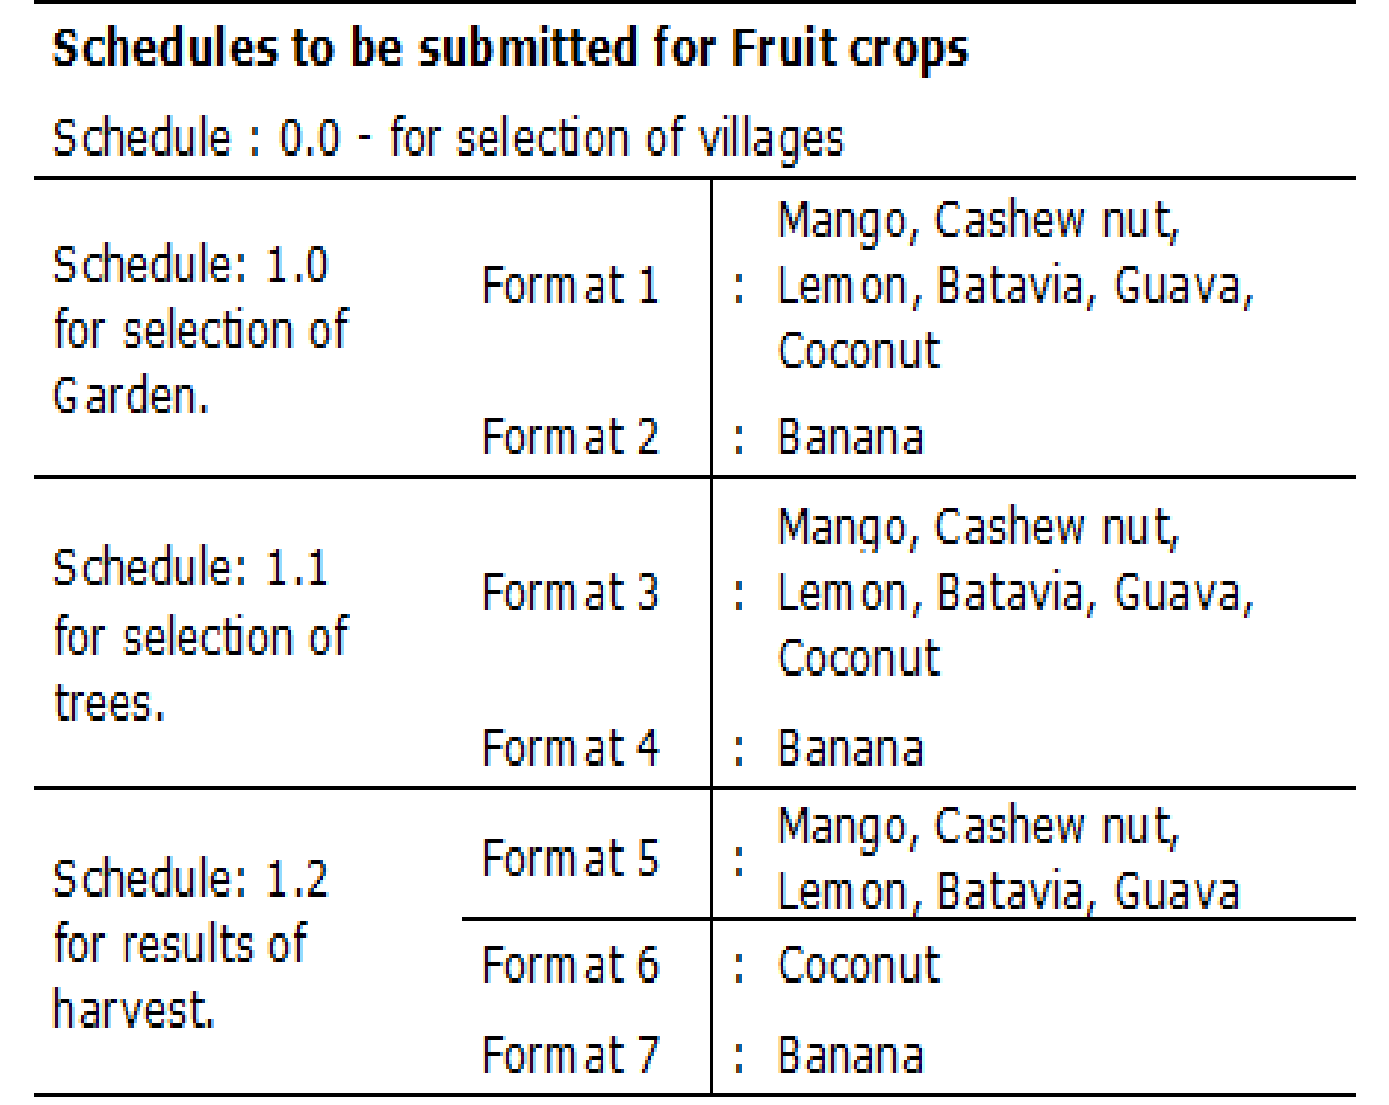 Schedules to be submitted for Fruit crops
Schedule : 0.0 - for selection of villages
Schedule: 1.0
for selection of
Garden.
Format 1 : Mango, Cashew nut,
Lemon, Batavia, Guava,
Coconut
Format 2 : Banana
Schedule: 1.1
for selection of
trees.
Format 3 : Mango, Cashew nut,
Lemon, Batavia, Guava,
Coconut
Format 4 : Banana
Schedule: 1.2
for results of
harvest.
Format 5 : Mango, Cashew nut,
Lemon, Batavia, Guava
Format 6 : Coconut
Format 7 : Banana